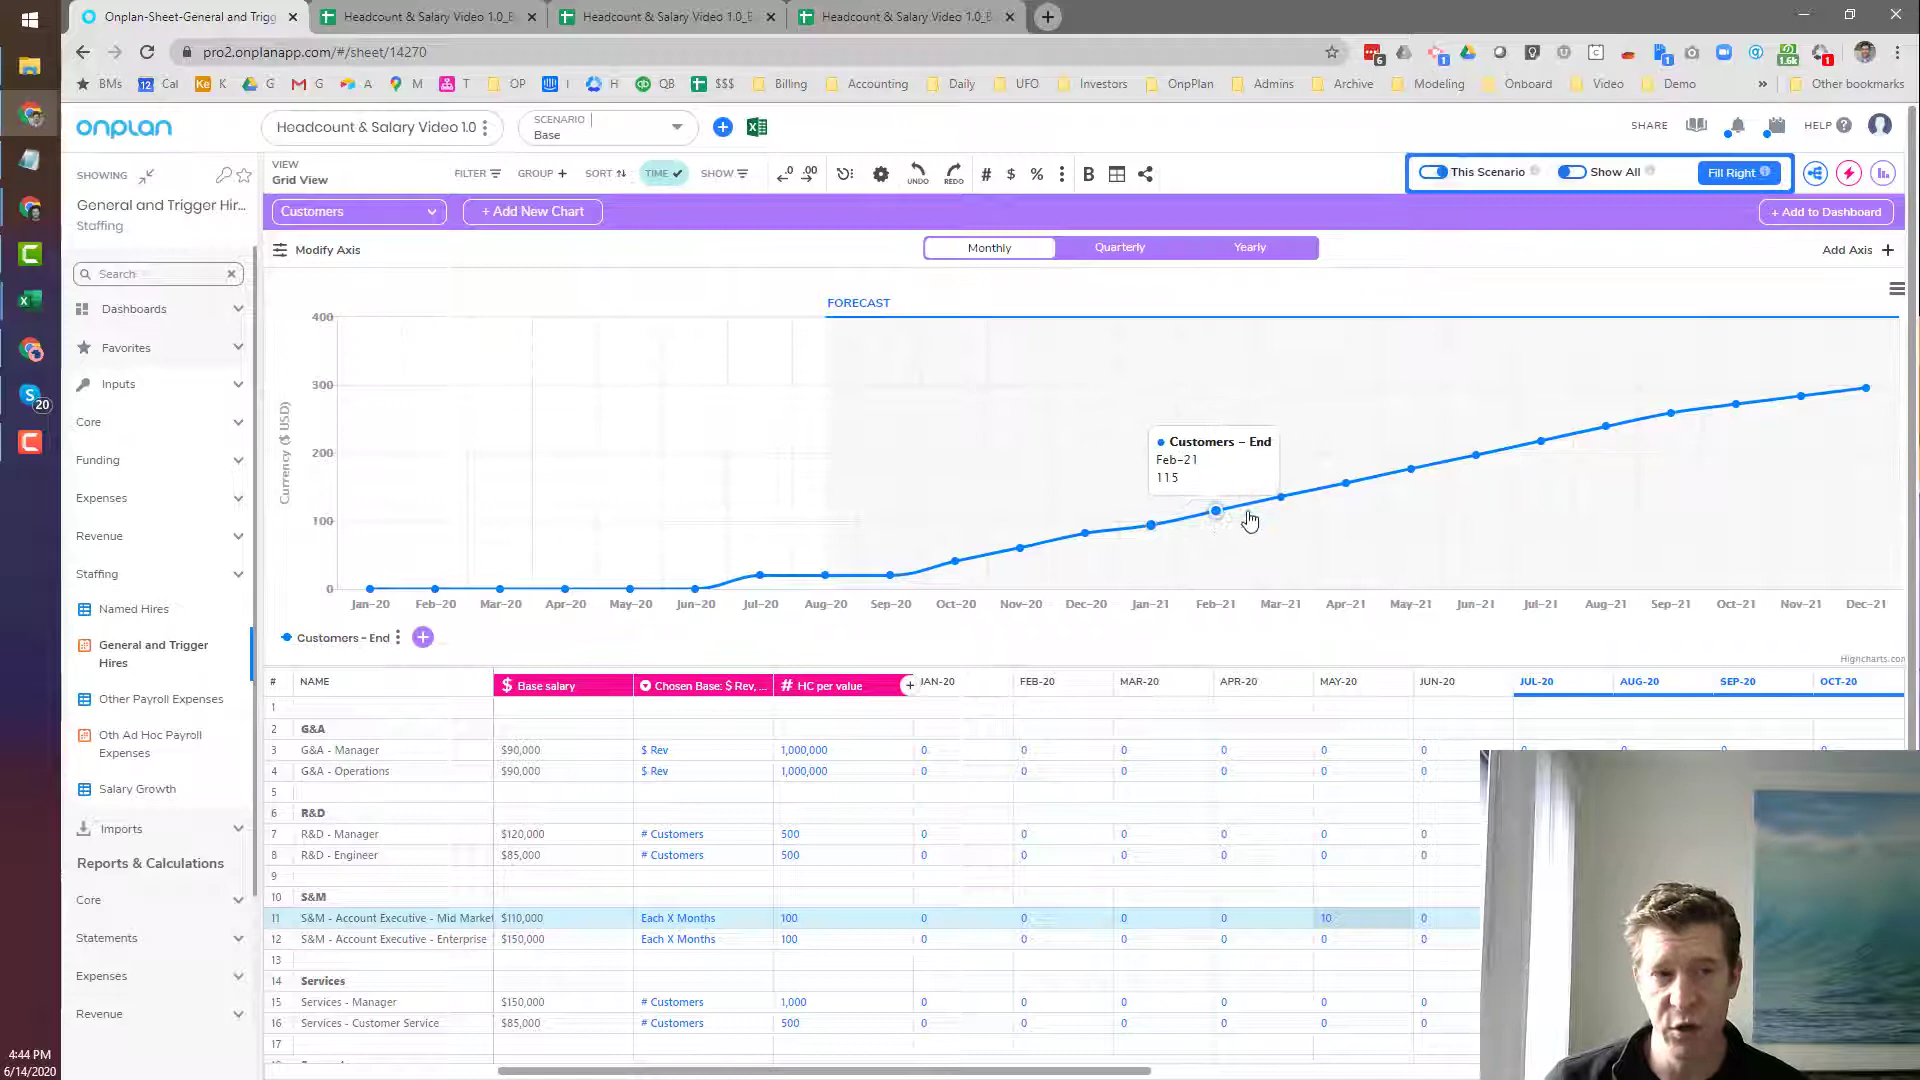 Onplan-Sheet-General and Trigg
Headcount & Salary Video 1.0_E
Headcount & Salary Video 1.0_E
Headcount & Salary Video 1.0_E
pro2.onplanapp.com/#/sheet/14270
BMs Cal K G G A M T OP I H QB $$$ Billing Accounting Daily UFO Investors OnpPlan Admins Archive Modeling Onboard Video Demo » Other bookmarks
onplan
Headcount & Salary Video 1.0
SCENARIO
Base
SHARE
HELP
SHOWING
General and Trigger Hir...
Staffing
VIEW
Grid View
FILTER
GROUP +
SORT
TIME
SHOW
UNDO
REDO
# $ % B
This Scenario
Show All
Fill Right
Customers
+ Add New Chart
+ Add to Dashboard
Modify Axis
Monthly
Quarterly
Yearly
Add Axis +
Search
Dashboards
Favorites
Inputs
Core
Funding
Expenses
Revenue
Staffing
Named Hires
General and Trigger
Hires
Other Payroll Expenses
Oth Ad Hoc Payroll
Expenses
Salary Growth
Imports
Reports & Calculations
Core
Statements
Expenses
Revenue
FORECAST
Currency ($ USD)
400
300
200
100
0
Customers – End
Feb-21
115
Jan-20 Feb-20 Mar-20 Apr-20 May-20 Jun-20 Jul-20 Aug-20 Sep-20 Oct-20 Nov-20 Dec-20 Jan-21 Feb-21 Mar-21 Apr-21 May-21 Jun-21 Jul-21 Aug-21 Sep-21 Oct-21 Nov-21 Dec-21
Customers – End
Highcharts.com
# NAME $ Base salary Chosen Base: $ Rev, ... # HC per value + JAN-20 FEB-20 MAR-20 APR-20 MAY-20 JUN-20 JUL-20 AUG-20 SEP-20 OCT-20
1
2 G&A
3 G&A - Manager $90,000 $ Rev 1,000,000 0 0 0 0 0 0
4 G&A - Operations $90,000 $ Rev 1,000,000 0 0 0 0 0 0
5
6 R&D
7 R&D - Manager $120,000 # Customers 500 0 0 0 0 0 0
8 R&D - Engineer $85,000 # Customers 500 0 0 0 0 0 0
9
10 S&M
11 S&M - Account Executive - Mid Market $110,000 Each X Months 100 0 0 0 0 10 0
12 S&M - Account Executive - Enterprise $150,000 Each X Months 100 0 0 0 0 0 0
13
14 Services
15 Services - Manager $150,000 # Customers 1,000 0 0 0 0 0 0
16 Services - Customer Service $85,000 # Customers 500 0 0 0 0 0 0
17
20
4:44 PM
6/14/2020